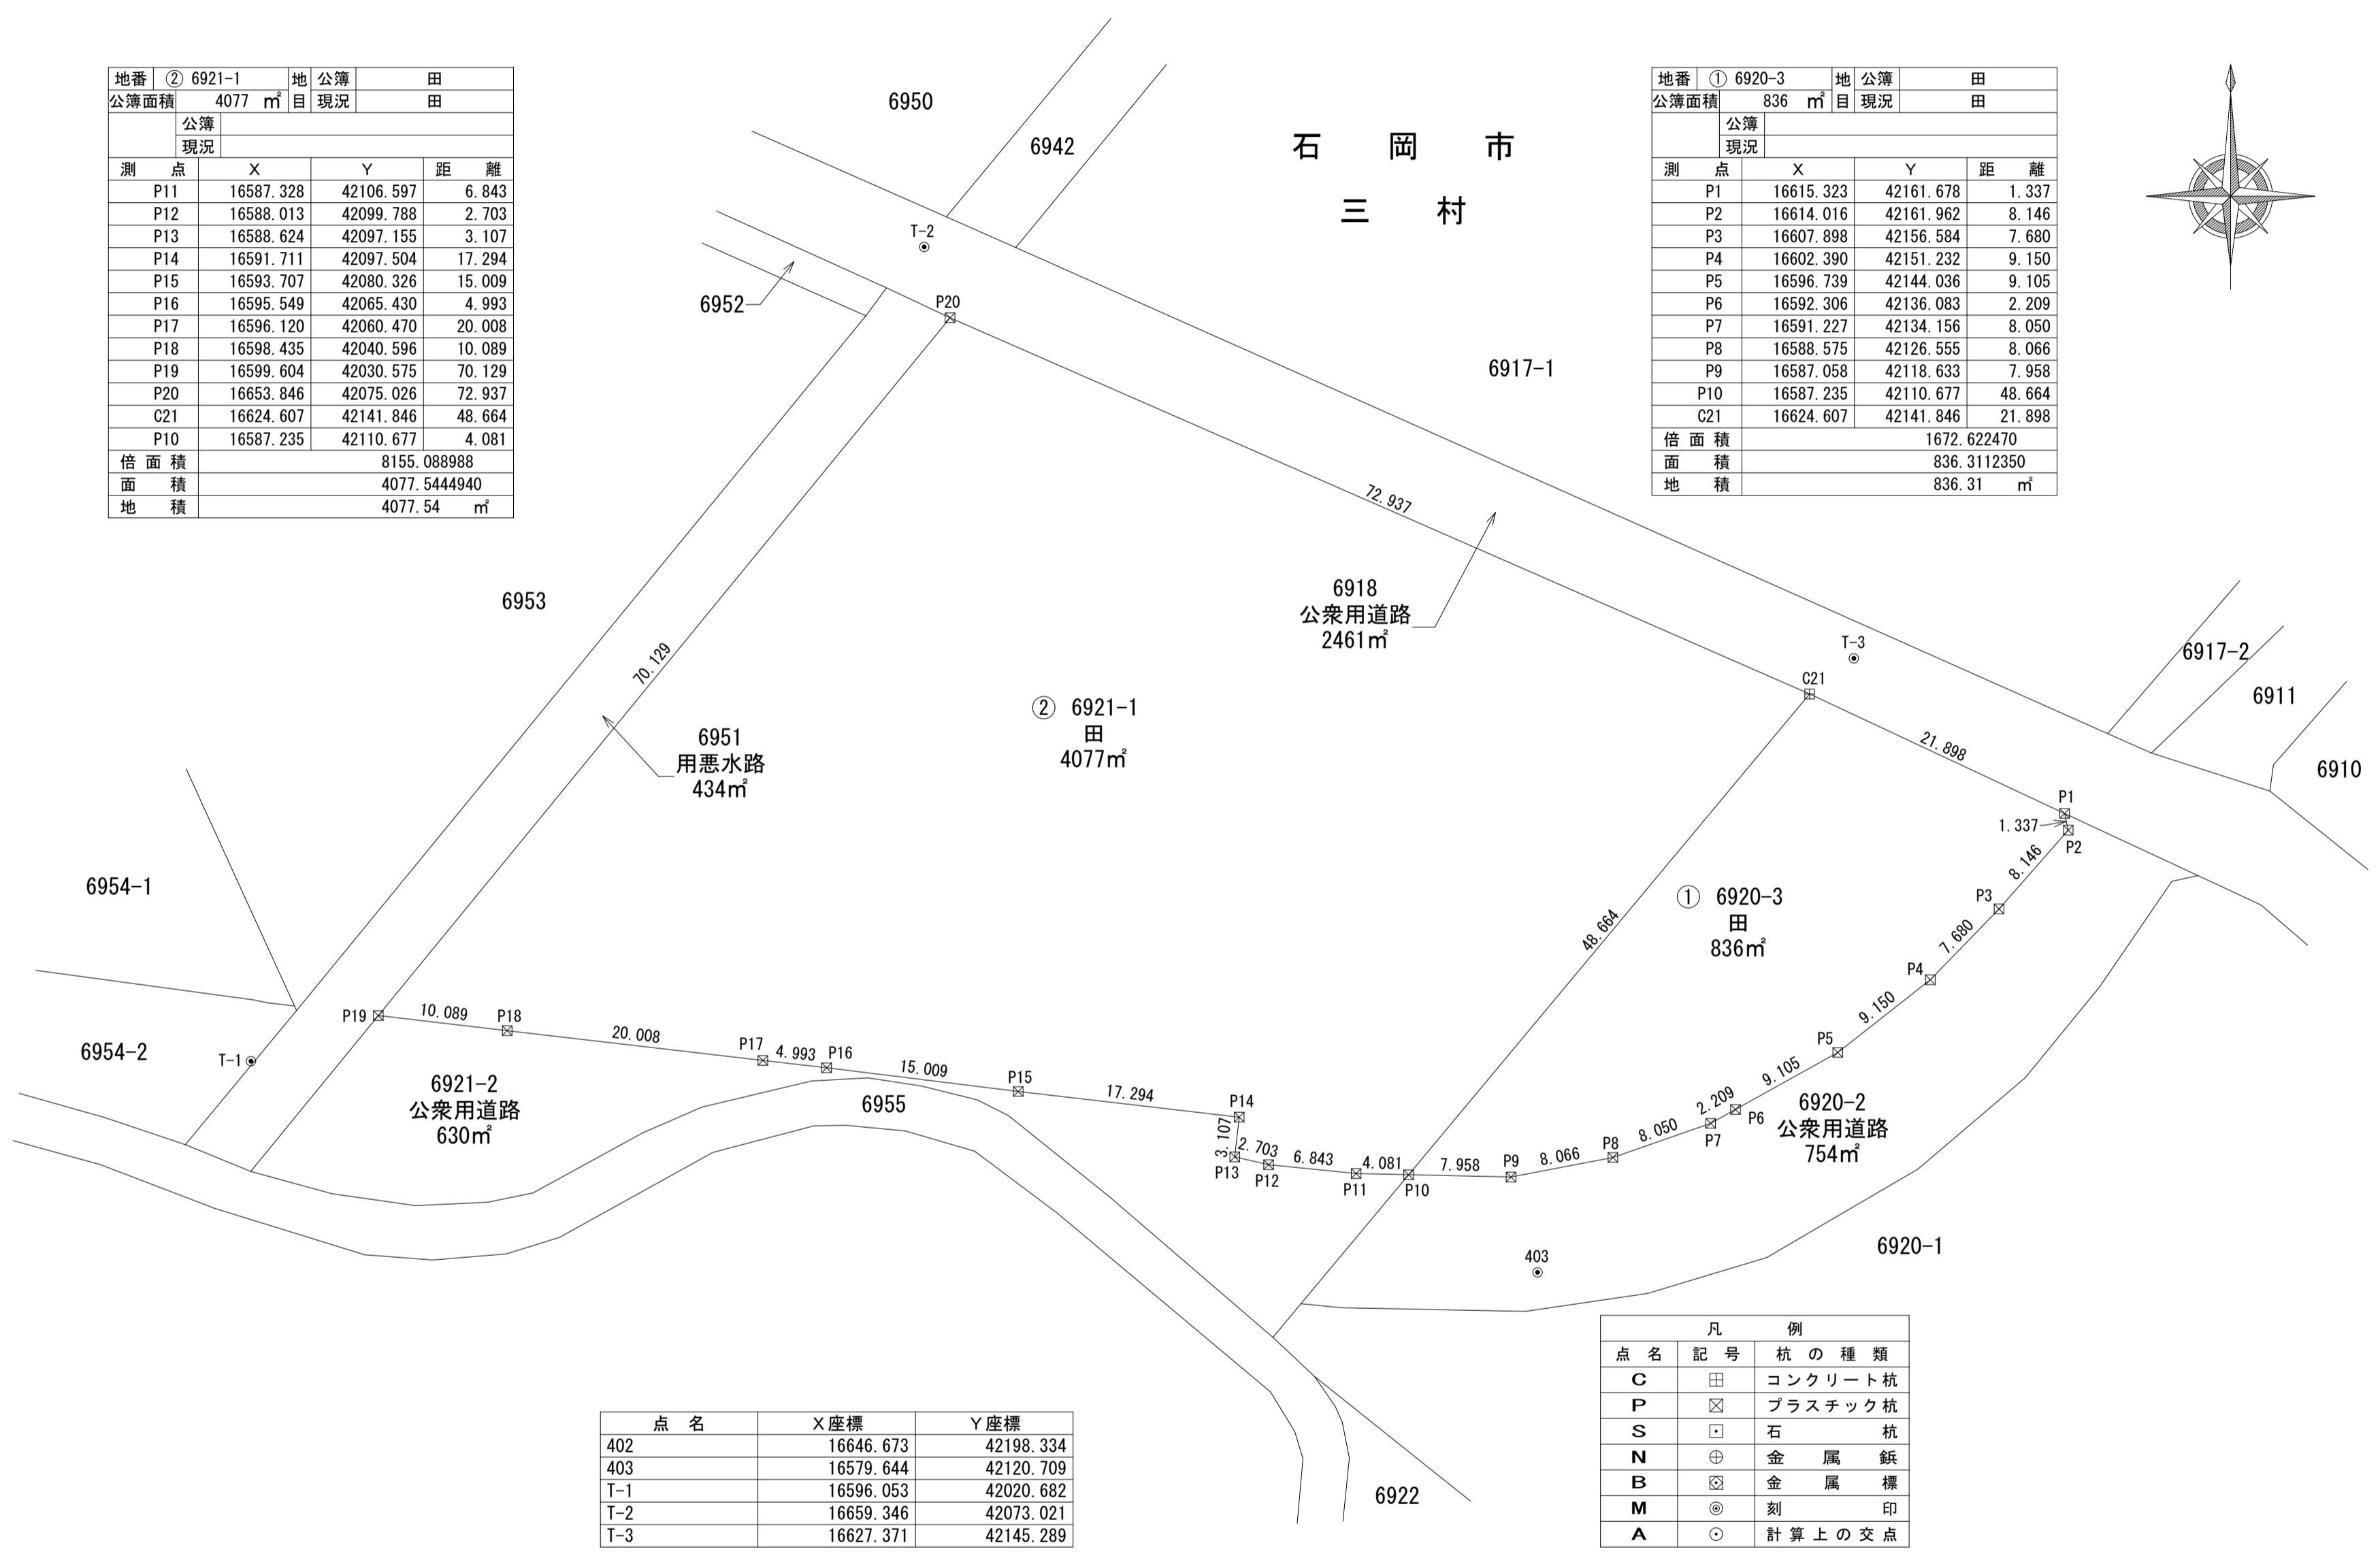 地番 ② 6921-1 地 公簿 田
公簿面積 4077 ㎡ 目 現況 田
公簿
現況
測 点 X Y 距 離
P11 16587.328 42106.597 6.843
P12 16588.013 42099.788 2.703
P13 16588.624 42097.155 3.107
P14 16591.711 42097.504 17.294
P15 16593.707 42080.326 15.009
P16 16595.549 42065.430 4.993
P17 16596.120 42060.470 20.008
P18 16598.435 42040.596 10.089
P19 16599.604 42030.575 70.129
P20 16653.846 42075.026 72.937
C21 16624.607 42141.846 48.664
P10 16587.235 42110.677 4.081
倍 面 積 8155.088988
面 積 4077.5444940
地 積 4077.54 ㎡
地番 ① 6920-3 地 公簿 田
公簿面積 836 ㎡ 目 現況 田
公簿
現況
測 点 X Y 距 離
P1 16615.323 42161.678 1.337
P2 16614.016 42161.962 8.146
P3 16607.898 42156.584 7.680
P4 16602.390 42151.232 9.150
P5 16596.739 42144.036 9.105
P6 16592.306 42136.083 2.209
P7 16591.227 42134.156 8.050
P8 16588.575 42126.555 8.066
P9 16587.058 42118.633 7.958
P10 16587.235 42110.677 48.664
C21 16624.607 42141.846 21.898
倍 面 積 1672.622470
面 積 836.3112350
地 積 836.31 ㎡
石 岡 市
三 村
6950
6942
T-2
6952
P20
6917-1
72.937
6918
公衆用道路
2461㎡
6953
70.129
T-3
C21
6917-2
6911
6910
② 6921-1
田
4077㎡
6951
用悪水路
434㎡
21.898
P1
1.337
P2
8.146
P3
7.680
P4
9.150
P5
9.105
P6
2.209
P7
8.050
P8
8.066
P9
7.958
P10
48.664
① 6920-3
田
836㎡
6954-1
6954-2
T-1
P19
10.089
P18
20.008
P17
4.993
P16
15.009
P15
17.294
P14
3.107
P13
2.703
P12
6.843
P11
4.081
6921-2
公衆用道路
630㎡
6955
6920-2
公衆用道路
754㎡
6920-1
403
6922
点 名 X座標 Y座標
402 16646.673 42198.334
403 16579.644 42120.709
T-1 16596.053 42020.682
T-2 16659.346 42073.021
T-3 16627.371 42145.289
凡 例
点 名 記 号 杭 の 種 類
C コンクリート杭
P プラスチック杭
S 石 杭
N 金 属 鋲
B 金 属 標
M 刻 印
A 計算上の交点